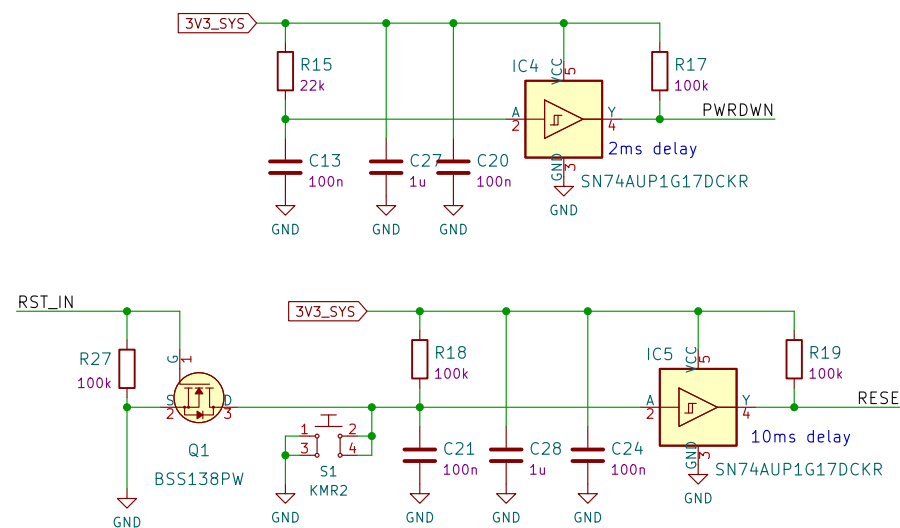 3V3_SYS
R15
22k
IC4
VCC
5
R17
100k
A
2
Y
4
PWRDWN
C13
100n
C27
1u
C20
100n
GND
3
2ms delay
SN74AUP1G17DCKR
GND
GND
GND
GND
RST_IN
3V3_SYS
R27
100k
G
1
S
2
D
3
Q1
BSS138PW
R18
100k
IC5
VCC
5
R19
100k
A
2
Y
4
RESE
1
2
3
4
S1
KMR2
C21
100n
C28
1u
C24
100n
GND
3
10ms delay
SN74AUP1G17DCKR
GND
GND
GND
GND
GND
GND